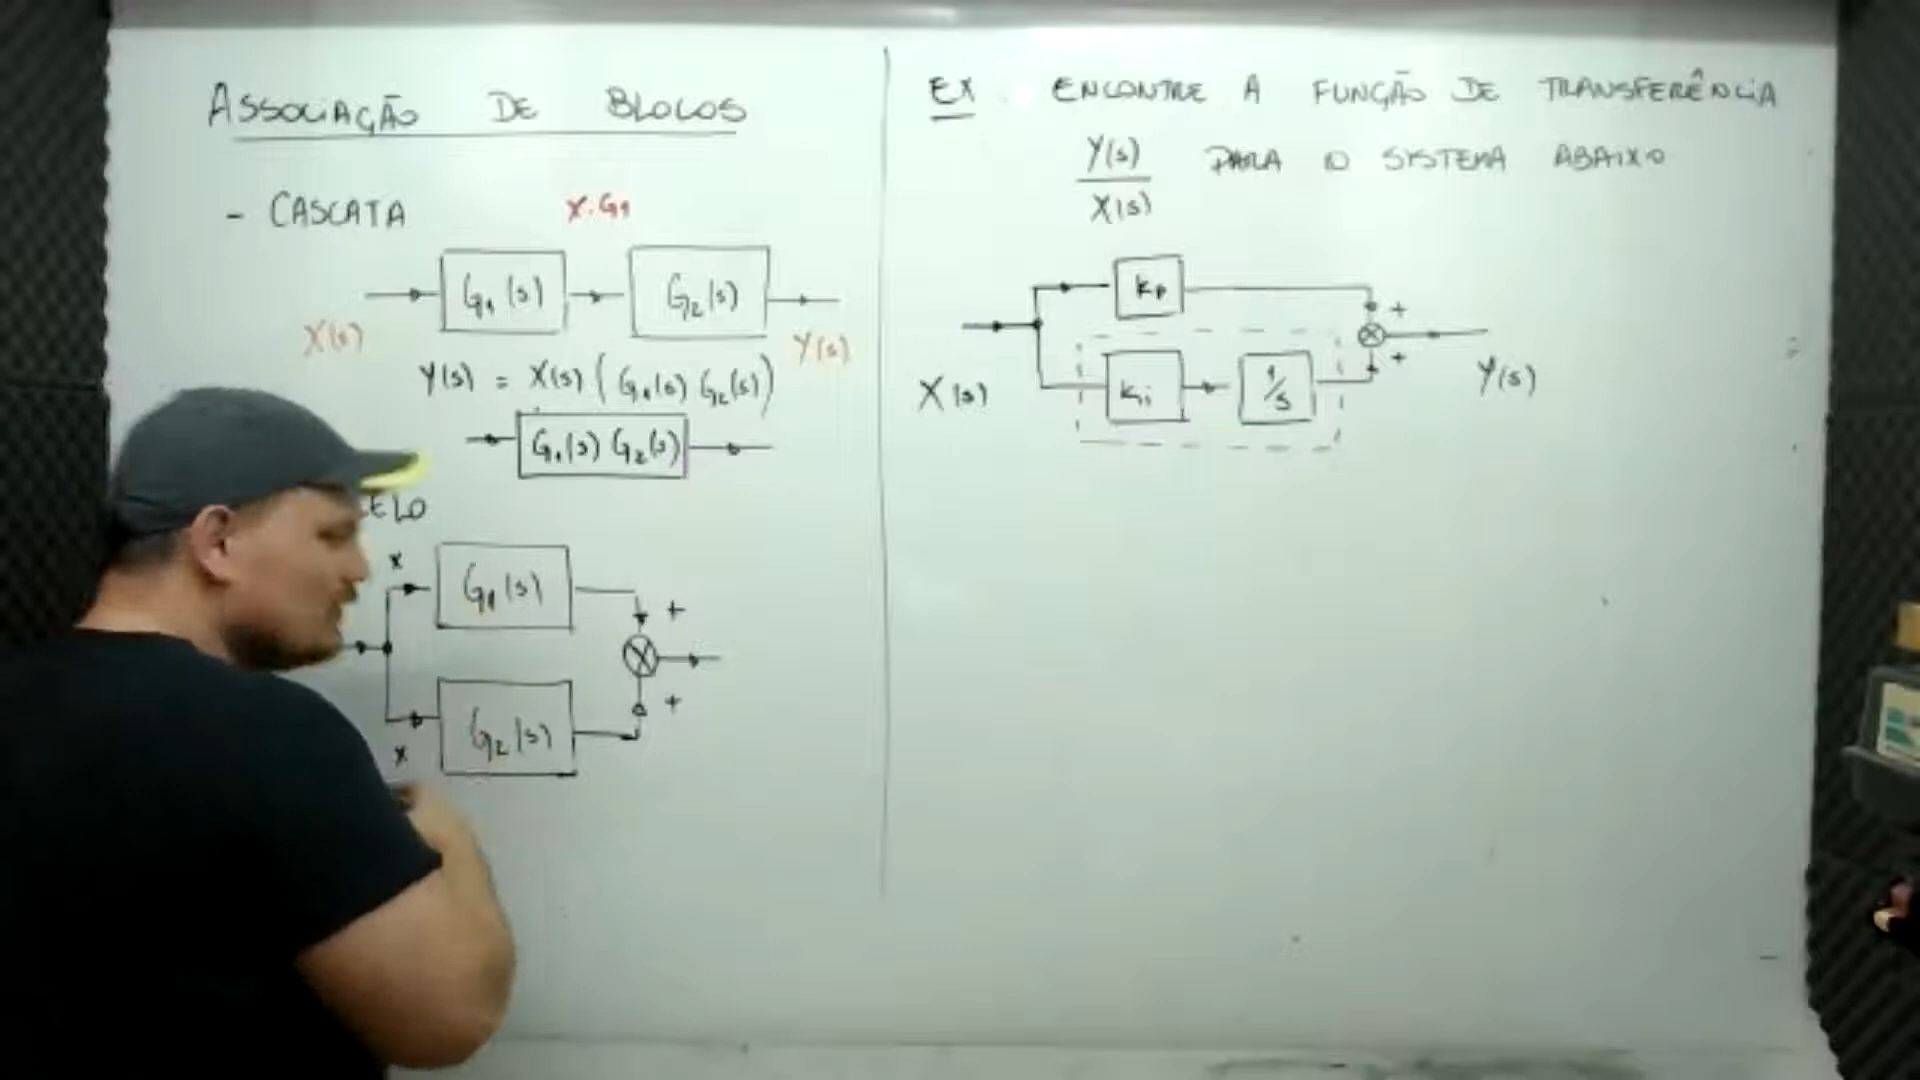 ASSOCIAÇÃO DE BLOCOS
- CASCATA
X.G1
G1(s)
G2(s)
X(s)
Y(s)
Y(s) = X(s) (G1(s) G2(s))
G1(s) G2(s)
ELO
x
G1(s)
+
+
G2(s)
x
EX ENCONTRE A FUNÇÃO DE TRANSFERÊNCIA
Y(s)
X(s)
PARA O SISTEMA ABAIXO
kp
+
+
ki
1/s
X(s)
Y(s)